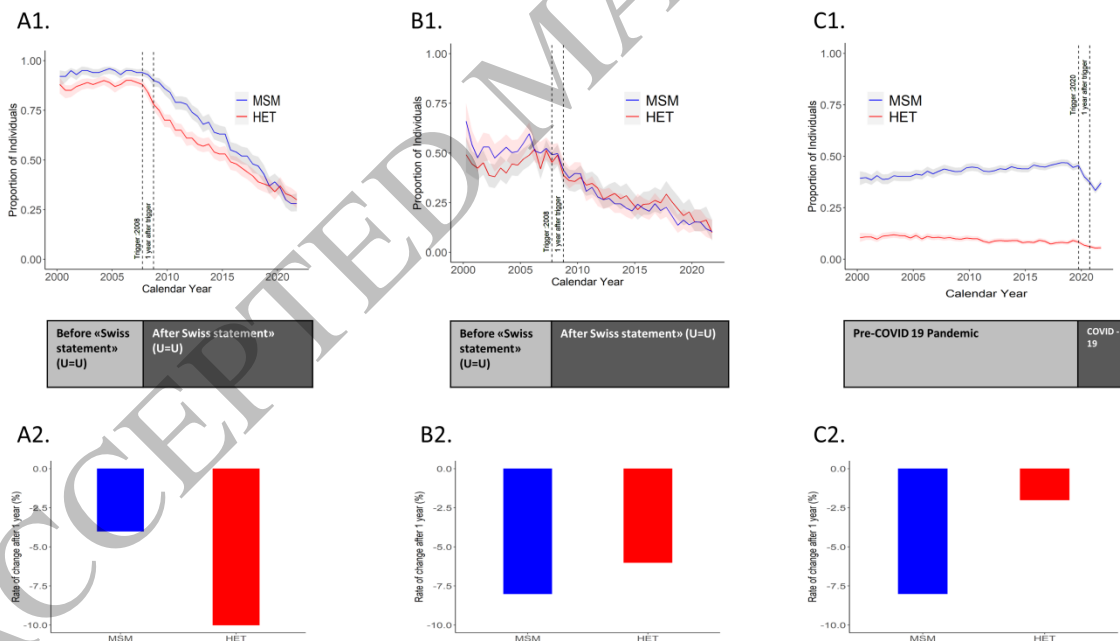 A1.
B1.
C1.
Proportion of Individuals
1.00
0.75
0.50
0.25
0.00
MSM
HET
Trigger :2008
1 year after trigger
2000
2005
2010
2015
2020
Calendar Year
Proportion of Individuals
1.00
0.75
0.50
0.25
0.00
MSM
HET
Trigger :2008
1 year after trigger
2000
2005
2010
2015
2020
Calendar Year
Proportion of Individuals
1.00
0.75
0.50
0.25
0.00
MSM
HET
Trigger :2020
1 year after trigger
2000
2005
2010
2015
2020
Calendar Year
Before «Swiss
statement»
(U=U)
After Swiss statement»
(U=U)
Before «Swiss
statement»
(U=U)
After Swiss statement» (U=U)
Pre-COVID 19 Pandemic
COVID -
19
A2.
B2.
C2.
Rate of change after 1 year (%)
0.0
-2.5
-5.0
-7.5
-10.0
MSM
HET
Rate of change after 1 year (%)
0.0
-2.5
-5.0
-7.5
-10.0
MSM
HET
Rate of change after 1 year (%)
0.0
-2.5
-5.0
-7.5
-10.0
MSM
HET
ACCEPTED MA